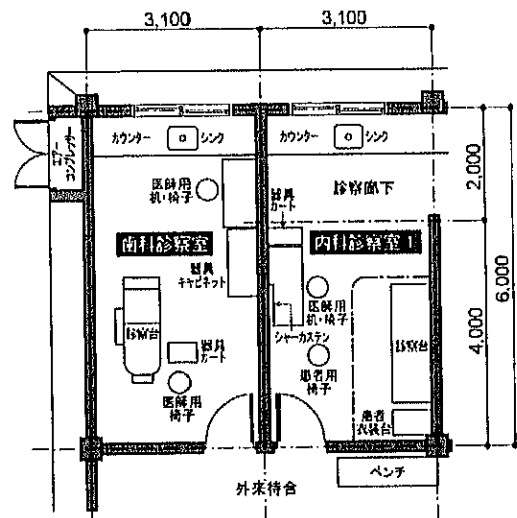 3,100
3,100
カウンター
シンク
カウンター
シンク
エアー
コンプレッサー
医師用
机・椅子
器具
カート
診察廊下
2,000
歯科診察室
内科診察室1
6,000
器具
キャビネット
医師用
机・椅子
シャーカステン
4,000
診察台
器具
カート
患者用
椅子
診察台
医師用
椅子
患者
衣装台
ベンチ
外来待合